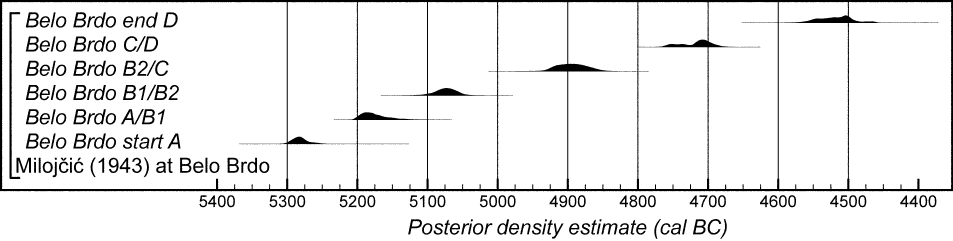 Belo Brdo end D
Belo Brdo C/D
Belo Brdo B2/C
Belo Brdo B1/B2
Belo Brdo A/B1
Belo Brdo start A
Milojčić (1943) at Belo Brdo
5400 5300 5200 5100 5000 4900 4800 4700 4600 4500 4400
Posterior density estimate (cal BC)